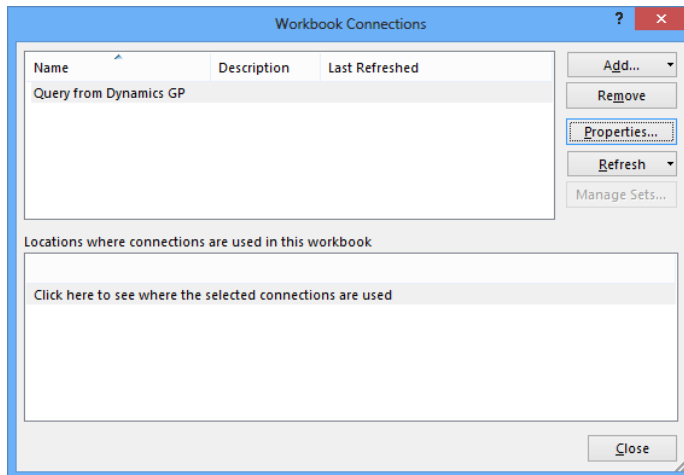 Workbook Connections
?
Name Description Last Refreshed
Query from Dynamics GP
Add...
Remove
Properties...
Refresh
Manage Sets...
Locations where connections are used in this workbook
Click here to see where the selected connections are used
Close